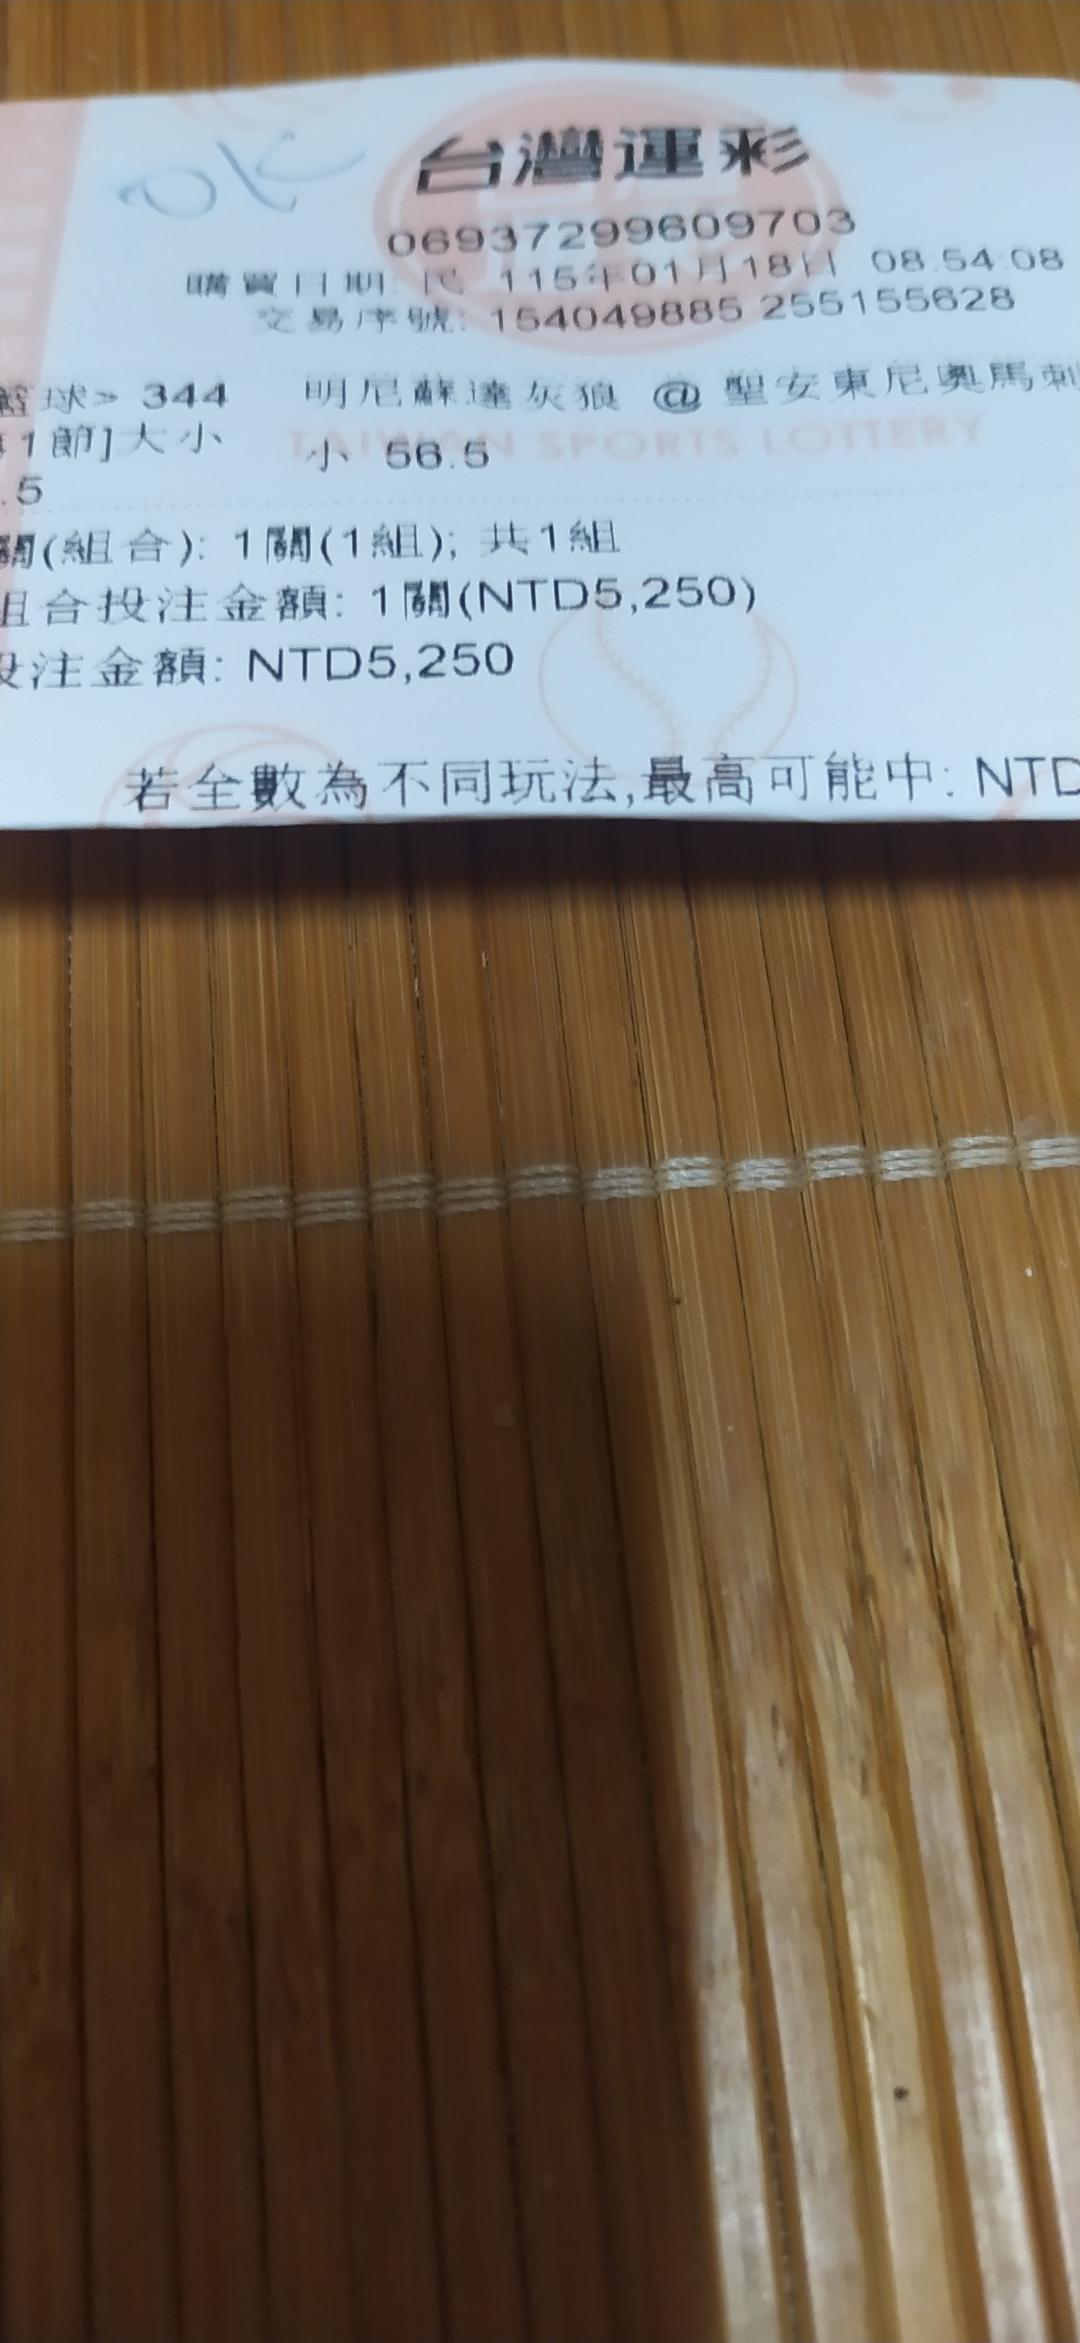 OK
台灣運彩
06937299609703
購買日期: 民 115年01月18日 08:54:08
交易序號: 154049885 255155628
籃球> 344 明尼蘇達灰狼 @ 聖安東尼奧馬刺
第1節]大小 小 56.5
.5
TAIWAN SPORTS LOTTERY
關(組合): 1關(1組); 共1組
組合投注金額: 1關(NTD5,250)
投注金額: NTD5,250
若全數為不同玩法,最高可能中: NTD